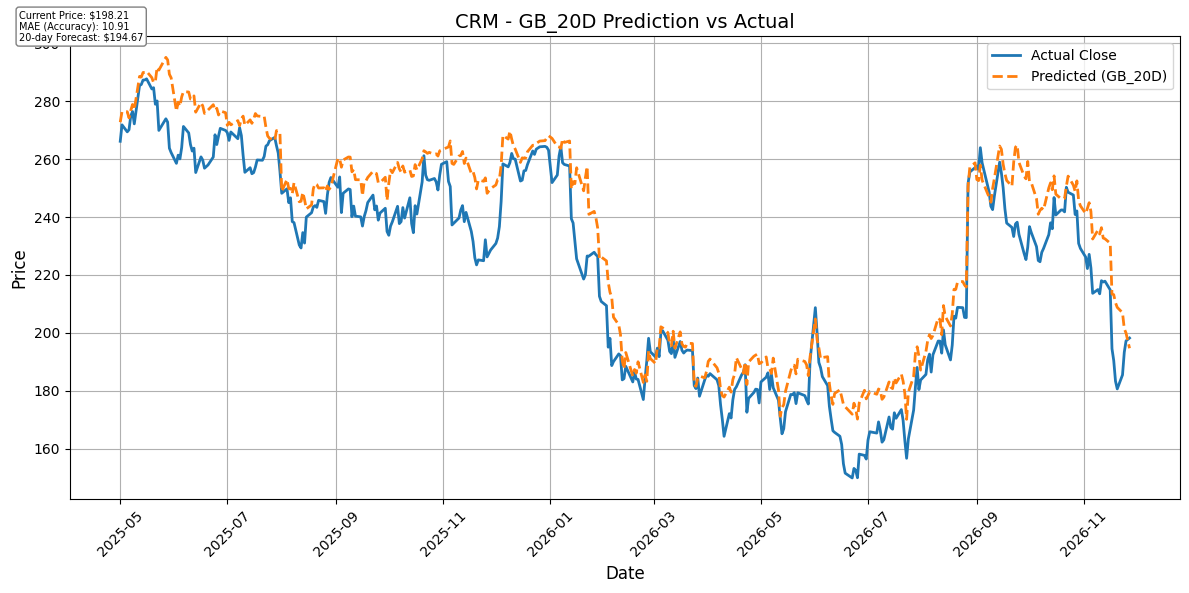 CRM - GB_20D Prediction vs Actual
Current Price: $198.21
MAE (Accuracy): 10.91
20-day Forecast: $194.67
Actual Close
Predicted (GB_20D)
Price
300
280
260
240
220
200
180
160
2025-05
2025-07
2025-09
2025-11
2026-01
2026-03
2026-05
2026-07
2026-09
2026-11
Date